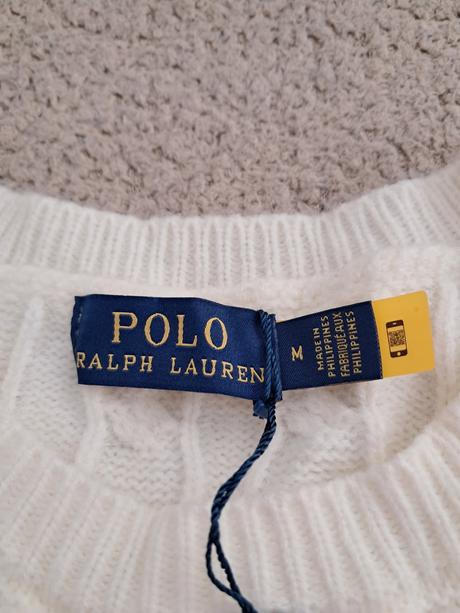 POLO
RALPH LAUREN
M
MADE IN
PHILIPPINES
FABRIQUÉ AUX
PHILIPPINES